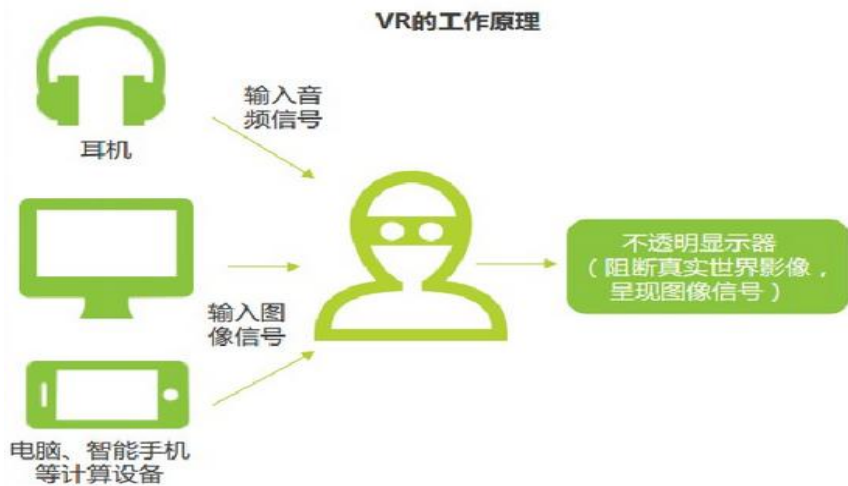 VR的工作原理
输入音
频信号
耳机
不透明显示器
（阻断真实世界影像，
呈现图像信号）
输入图
像信号
电脑、智能手机
等计算设备